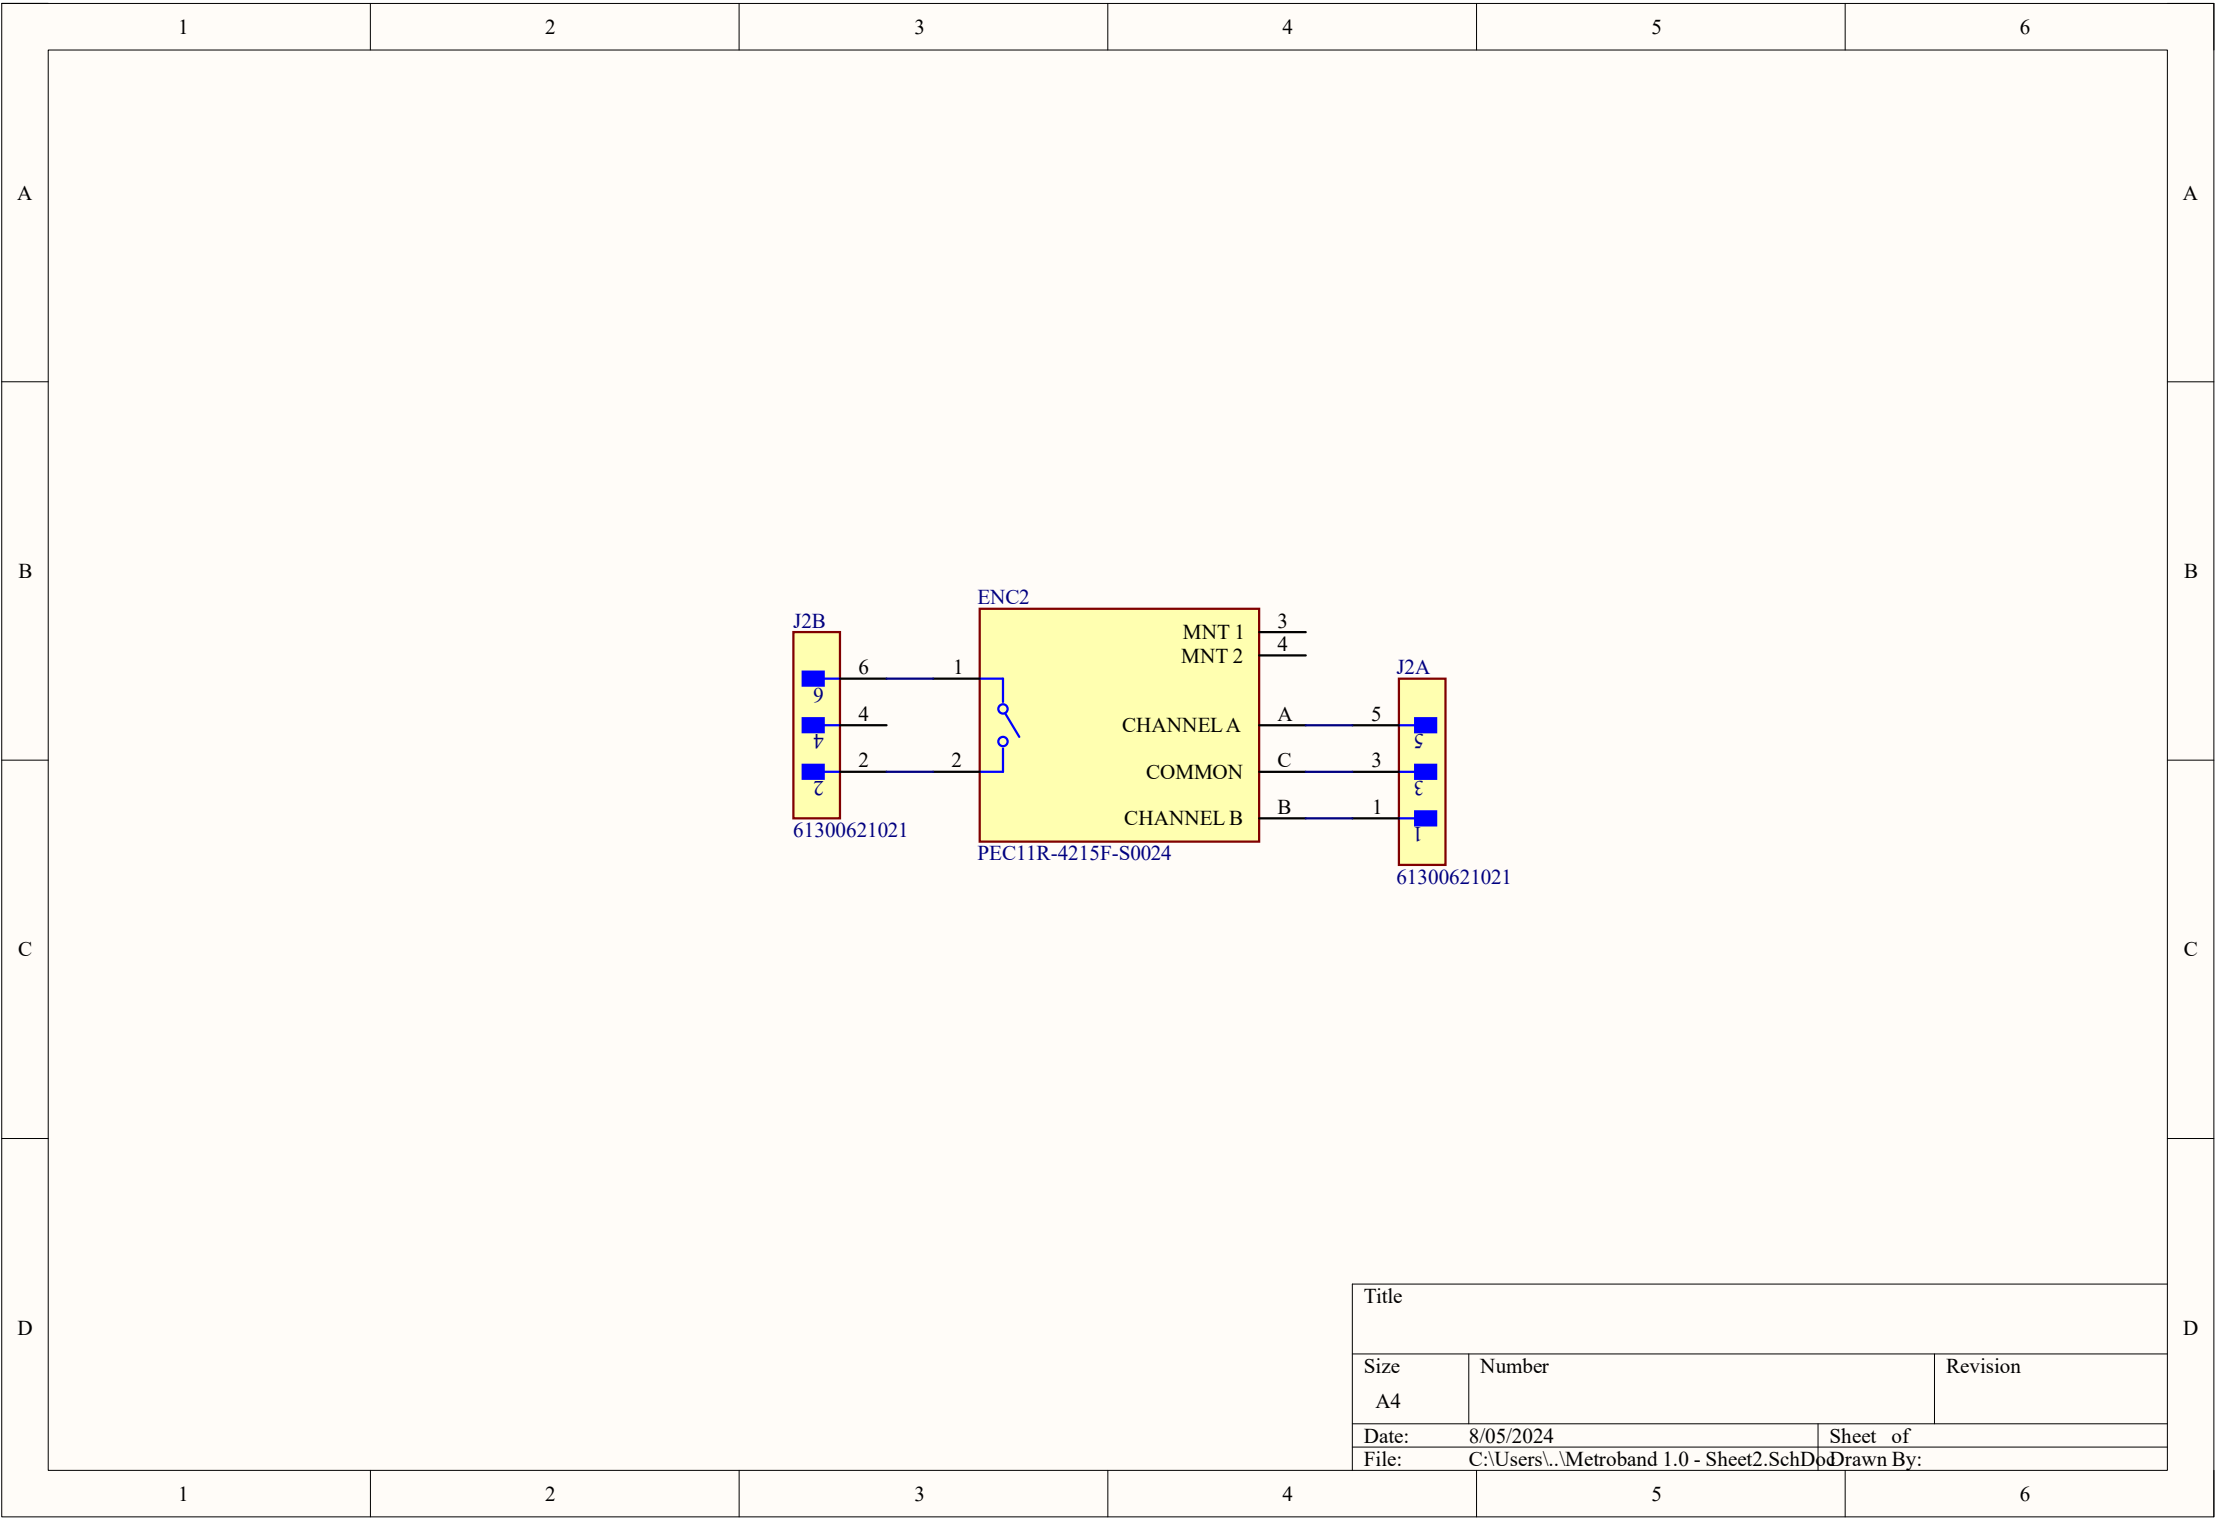 1 2 3 4 5 6
A A
B B
ENC2
J2B
MNT 1 3
MNT 2 4
J2A
6 1
6
4
4
CHANNEL A A 5
5
2 2
2
COMMON C 3
3
CHANNEL B B 1
1
61300621021
PEC11R-4215F-S0024
61300621021
C C
D D
Title
Size Number Revision
A4
Date: 8/05/2024 Sheet of
File: C:\Users\..\Metroband 1.0 - Sheet2.SchDoc Drawn By:
1 2 3 4 5 6